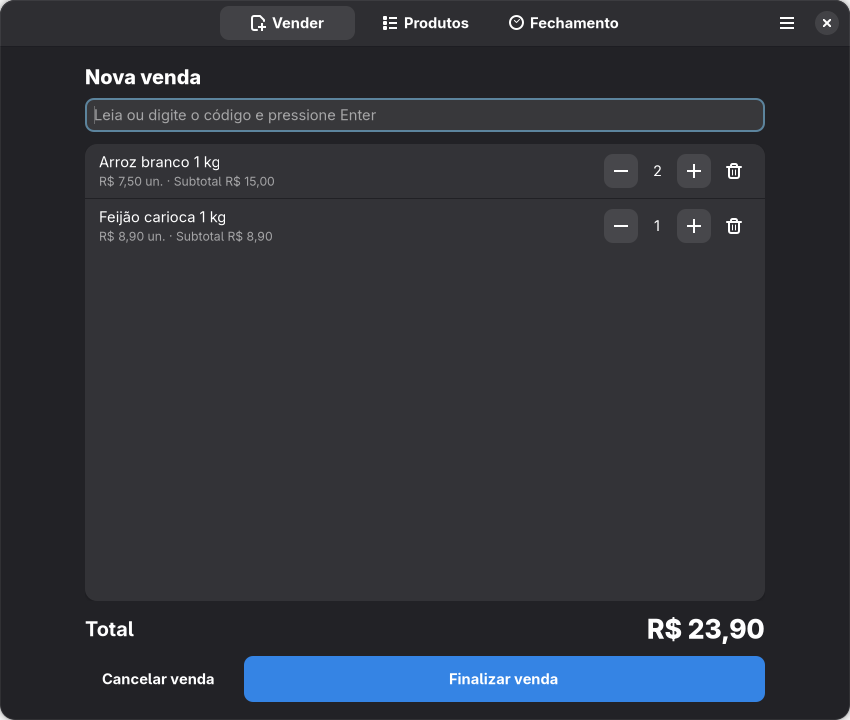 Vender
Produtos
Fechamento
Nova venda
Leia ou digite o código e pressione Enter
Arroz branco 1 kg
R$ 7,50 un. · Subtotal R$ 15,00
2
Feijão carioca 1 kg
R$ 8,90 un. · Subtotal R$ 8,90
1
Total
R$ 23,90
Cancelar venda
Finalizar venda